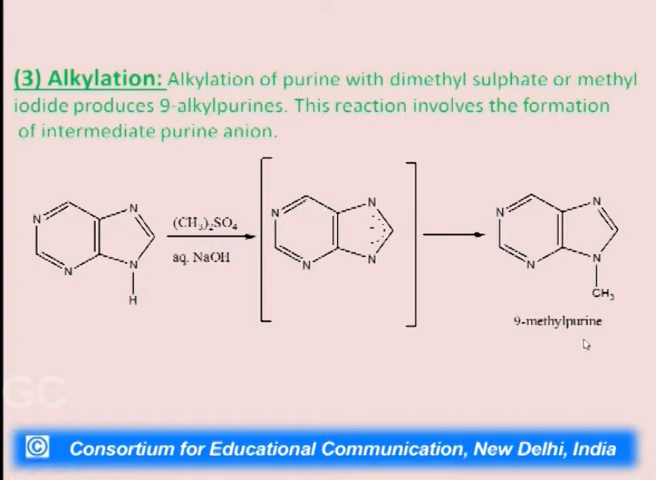 (3) Alkylation: Alkylation of purine with dimethyl sulphate or methyl
iodide produces 9-alkylpurines. This reaction involves the formation
of intermediate purine anion.
N
N
N
N
H
(CH3)2SO4
aq. NaOH
N
N
N
N
N
N
N
N
CH3
9-methylpurine
GC
© Consortium for Educational Communication, New Delhi, India